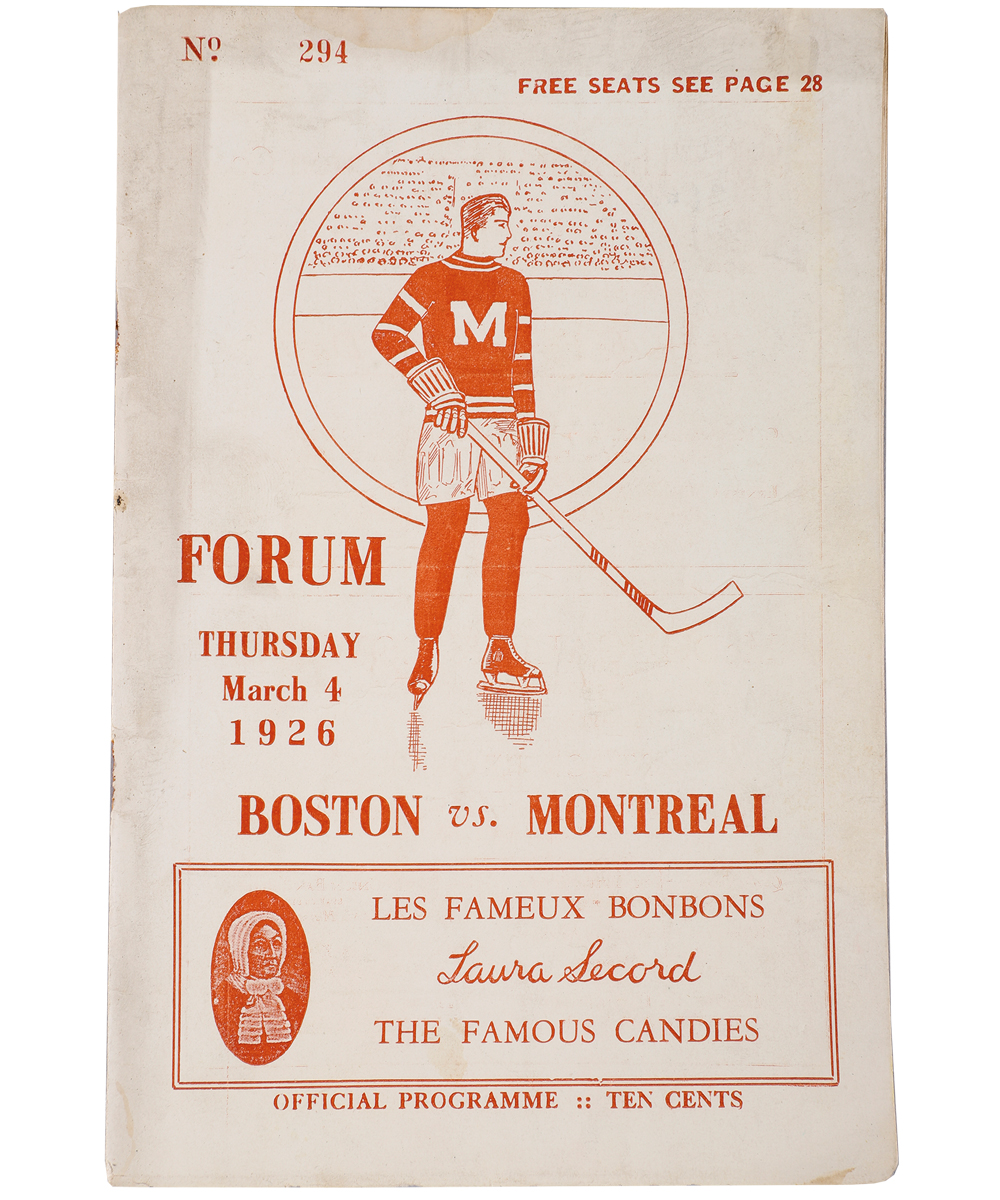 Nº. 294
FREE SEATS SEE PAGE 28
M
FORUM
THURSDAY
March 4
1926
BOSTON vs. MONTREAL
LES FAMEUX BONBONS
Laura Secord
THE FAMOUS CANDIES
OFFICIAL PROGRAMME :: TEN CENTS